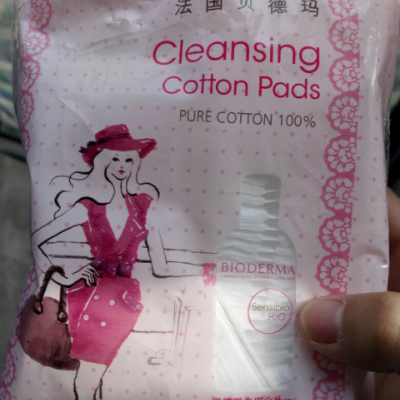 法国贝德玛
Cleansing
Cotton Pads
PURE COTTON 100%
BIODERMA
Sensibio
H2O